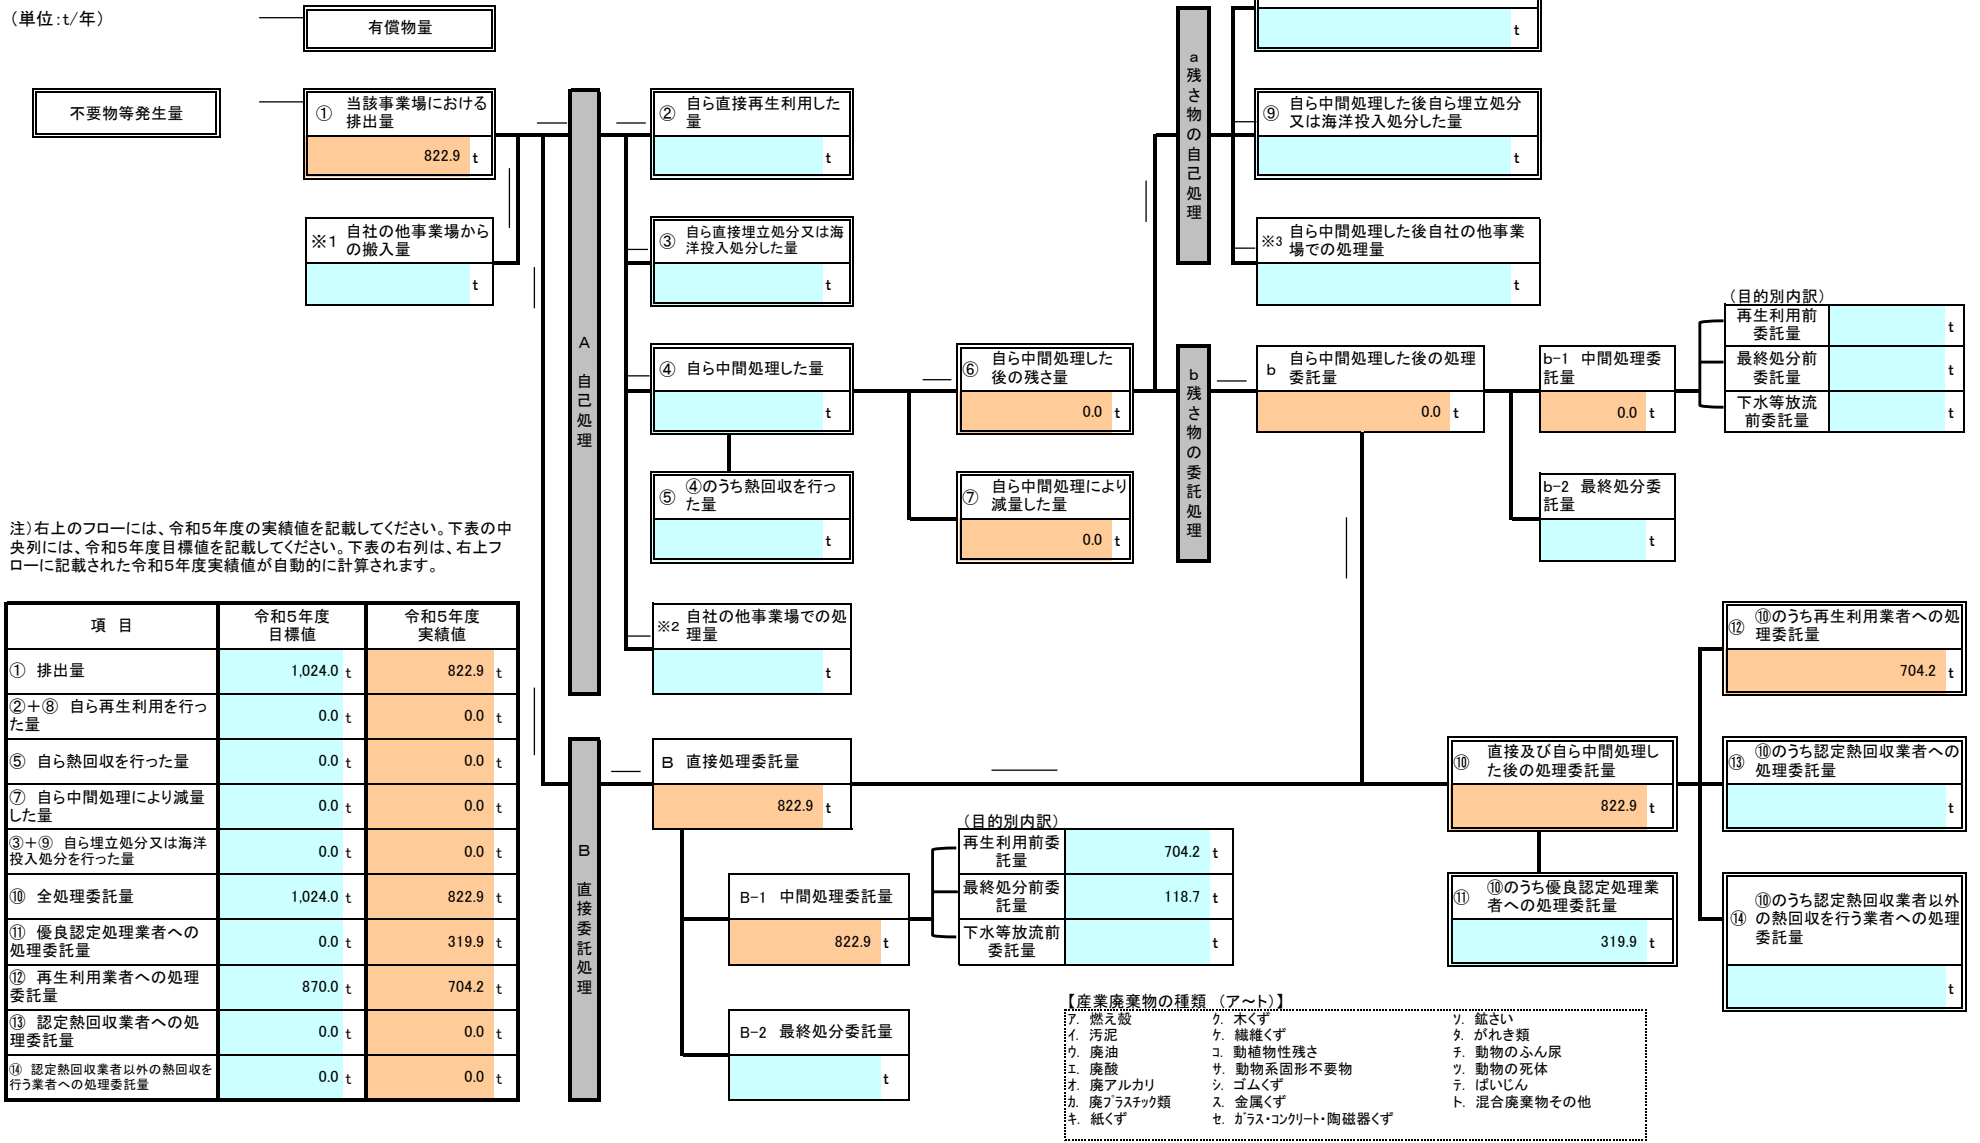 （単位:t/年）
有償物量
t
不要物等発生量
① 当該事業場における
排出量
822.9 t
※1 自社の他事業場から
の搬入量
t
A 自己処理
② 自ら直接再生利用した
量
t
③ 自ら直接埋立処分又は海
洋投入処分した量
t
④ 自ら中間処理した量
t
⑤ ④のうち熱回収を行っ
た量
t
※2 自社の他事業場での処
理量
t
⑥ 自ら中間処理した
後の残さ量
0.0 t
⑦ 自ら中間処理により
減量した量
0.0 t
a 残さ物の自己処理
⑨ 自ら中間処理した後自ら埋立処分
又は海洋投入処分した量
t
※3 自ら中間処理した後自社の他事業
場での処理量
t
b 残さ物の委託処理
b 自ら中間処理した後の処理
委託量
0.0 t
b-1 中間処理委
託量
0.0 t
b-2 最終処分委
託量
t
（目的別内訳）
再生利用前
委託量
t
最終処分前
委託量
t
下水等放流
前委託量
t
注）右上のフローには、令和5年度の実績値を記載してください。下表の中
央列には、令和5年度目標値を記載してください。下表の右列は、右上フ
ローに記載された令和5年度実績値が自動的に計算されます。
項 目 令和5年度
目標値 令和5年度
実績値
① 排出量 1,024.0 t 822.9 t
②＋⑧ 自ら再生利用を行っ
た量 0.0 t 0.0 t
⑤ 自ら熱回収を行った量 0.0 t 0.0 t
⑦ 自ら中間処理により減量
した量 0.0 t 0.0 t
③＋⑨ 自ら埋立処分又は海洋
投入処分を行った量 0.0 t 0.0 t
⑩ 全処理委託量 1,024.0 t 822.9 t
⑪ 優良認定処理業者への
処理委託量 0.0 t 319.9 t
⑫ 再生利用業者への処理
委託量 870.0 t 704.2 t
⑬ 認定熱回収業者への処
理委託量 0.0 t 0.0 t
⑭ 認定熱回収業者以外の熱回収を
行う業者への処理委託量 0.0 t 0.0 t
B 直接委託処理
B 直接処理委託量
822.9 t
B-1 中間処理委託量
822.9 t
B-2 最終処分委託量
t
（目的別内訳）
再生利用前委
託量
704.2 t
最終処分前委
託量
118.7 t
下水等放流前
委託量
t
⑩ 直接及び自ら中間処理し
た後の処理委託量
822.9 t
⑪ ⑩のうち優良認定処理業
者への処理委託量
319.9 t
⑫ ⑩のうち再生利用業者への処
理委託量
704.2 t
⑬ ⑩のうち認定熱回収業者への
処理委託量
t
⑭ ⑩のうち認定熱回収業者以外
の熱回収を行う業者への処理
委託量
t
【産業廃棄物の種類 （ア～ト）】
ア. 燃え殻 ク. 木くず ソ. 鉱さい
イ. 汚泥 ケ. 繊維くず タ. がれき類
ウ. 廃油 コ. 動植物性残さ チ. 動物のふん尿
エ. 廃酸 サ. 動物系固形不要物 ツ. 動物の死体
オ. 廃アルカリ シ. ゴムくず テ. ばいじん
カ. 廃プラスチック類 ス. 金属くず ト. 混合廃棄物その他
キ. 紙くず セ. ガラス・コンクリート・陶磁器くず